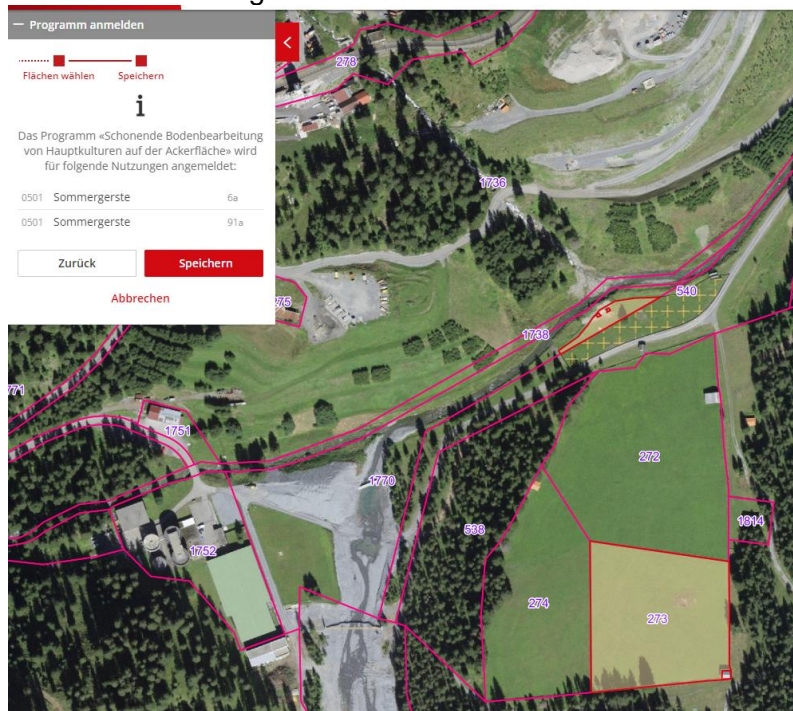 Programm anmelden
Flächen wählen Speichern
i
Das Programm «Schonende Bodenbearbeitung
von Hauptkulturen auf der Ackerfläche» wird
für folgende Nutzungen angemeldet:
0501 Sommergerste 6a
0501 Sommergerste 91a
Zurück Speichern
Abbrechen
278
1736
275
540
1738
771
1751
272
1770
538
1814
1752
274
273